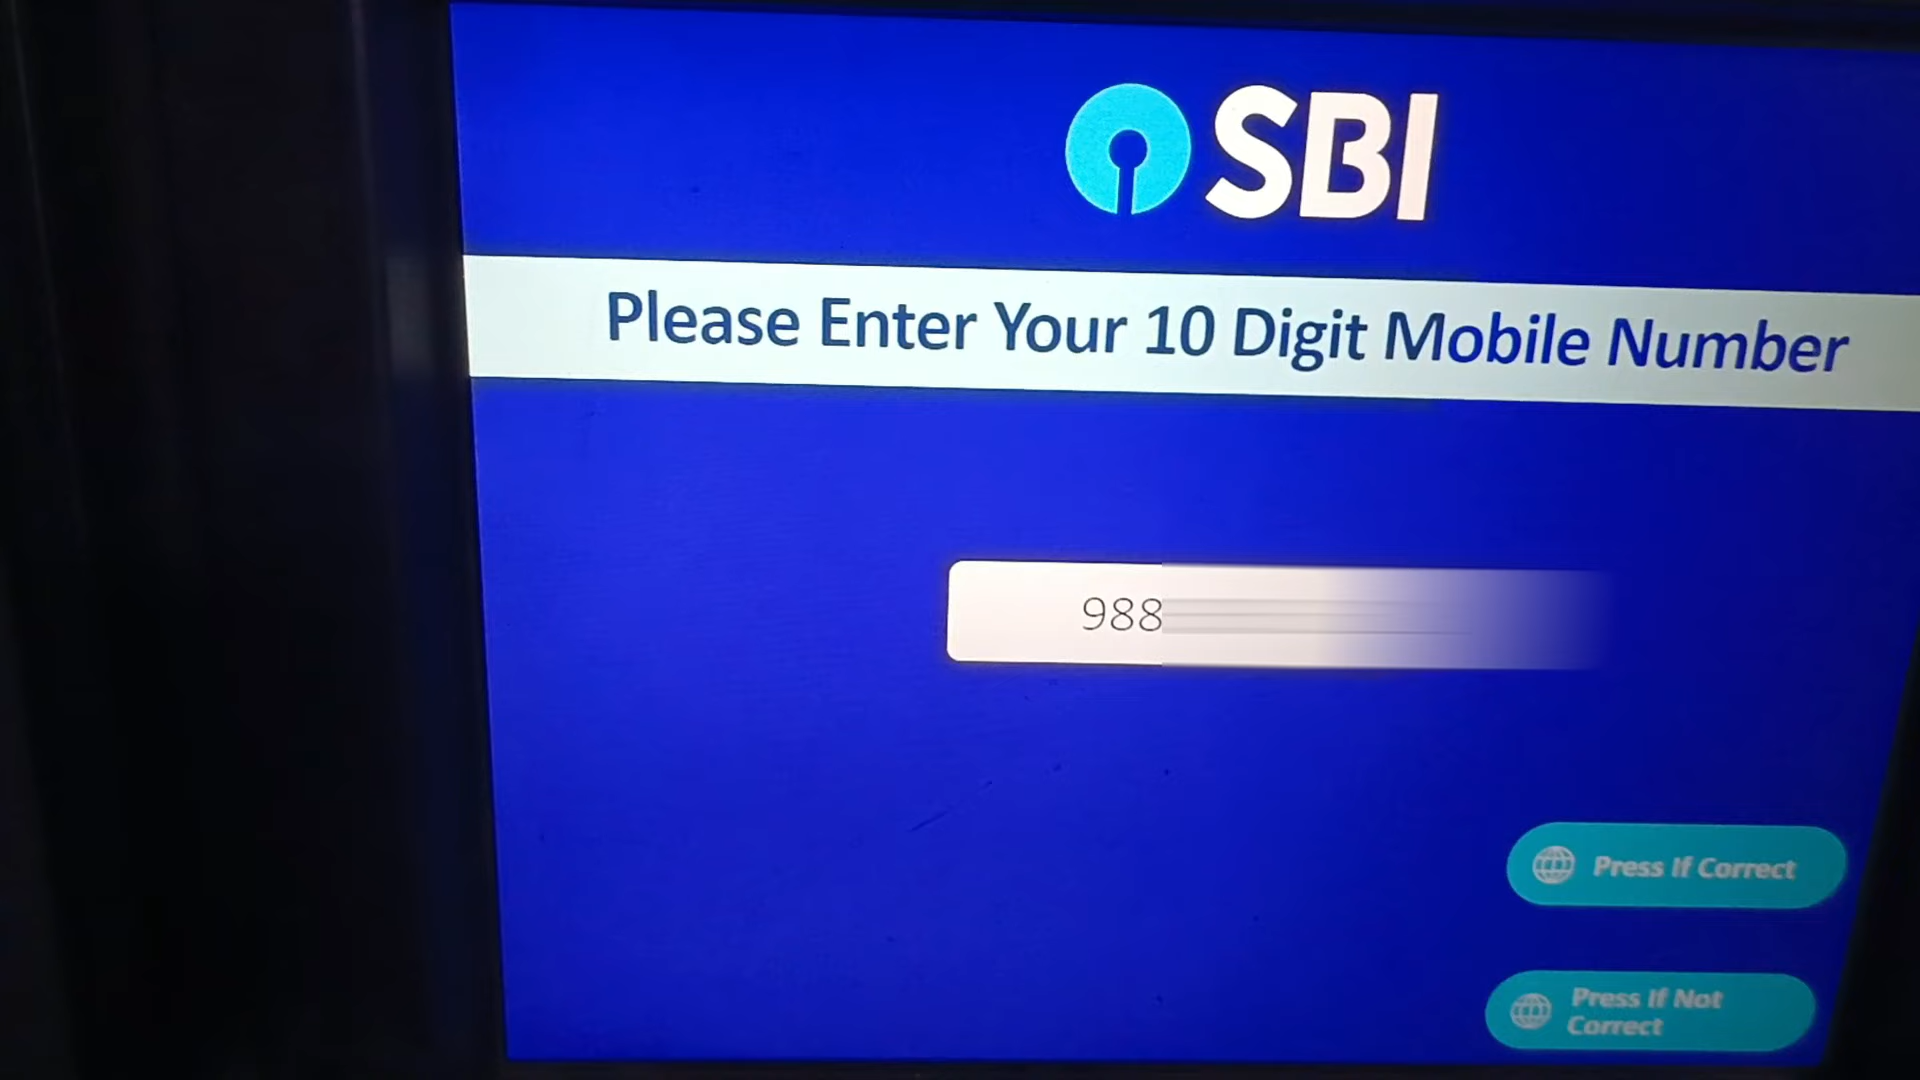 SBI
Please Enter Your 10 Digit Mobile Number
988
Press If Correct
Press If Not
Correct